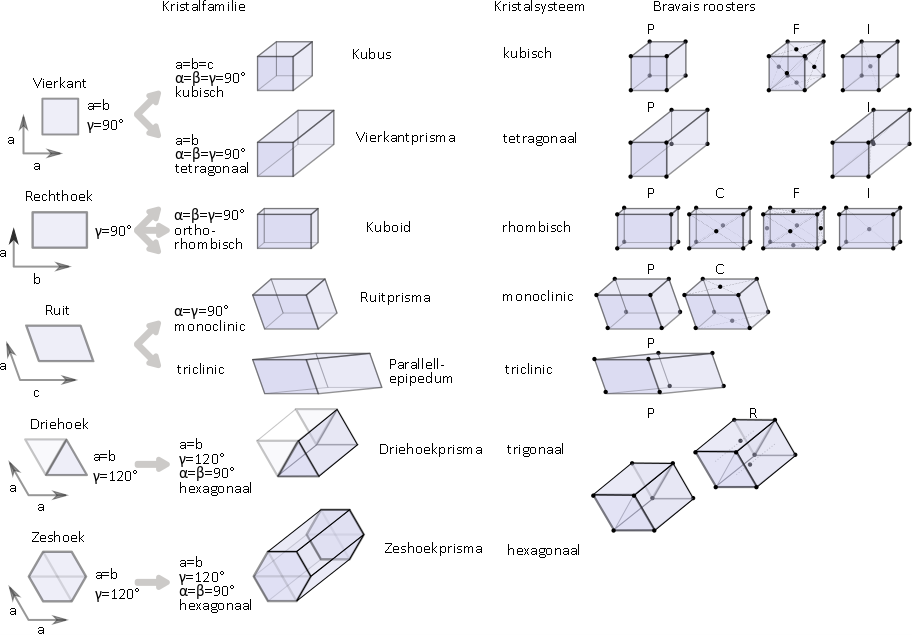 Kristalfamilie
Kristalsysteem
Bravais roosters
Vierkant
a
a
a=b
γ=90°
a=b=c
α=β=γ=90°
kubisch
Kubus
kubisch
P
F
I
a=b
α=β=γ=90°
tetragonaal
Vierkantprisma
tetragonaal
P
I
Rechthoek
a
b
γ=90°
α=β=γ=90°
ortho-
rhombisch
Kuboid
rhombisch
P
C
F
I
Ruit
a
c
α=γ=90°
monoclinic
Ruitprisma
monoclinic
P
C
triclinic
Parallell-
epipedum
triclinic
P
Driehoek
a
a
a=b
γ=120°
a=b
γ=120°
α=β=90°
hexagonaal
Driehoekprisma
trigonaal
P
R
Zeshoek
a
a
a=b
γ=120°
a=b
γ=120°
α=β=90°
hexagonaal
Zeshoekprisma
hexagonaal